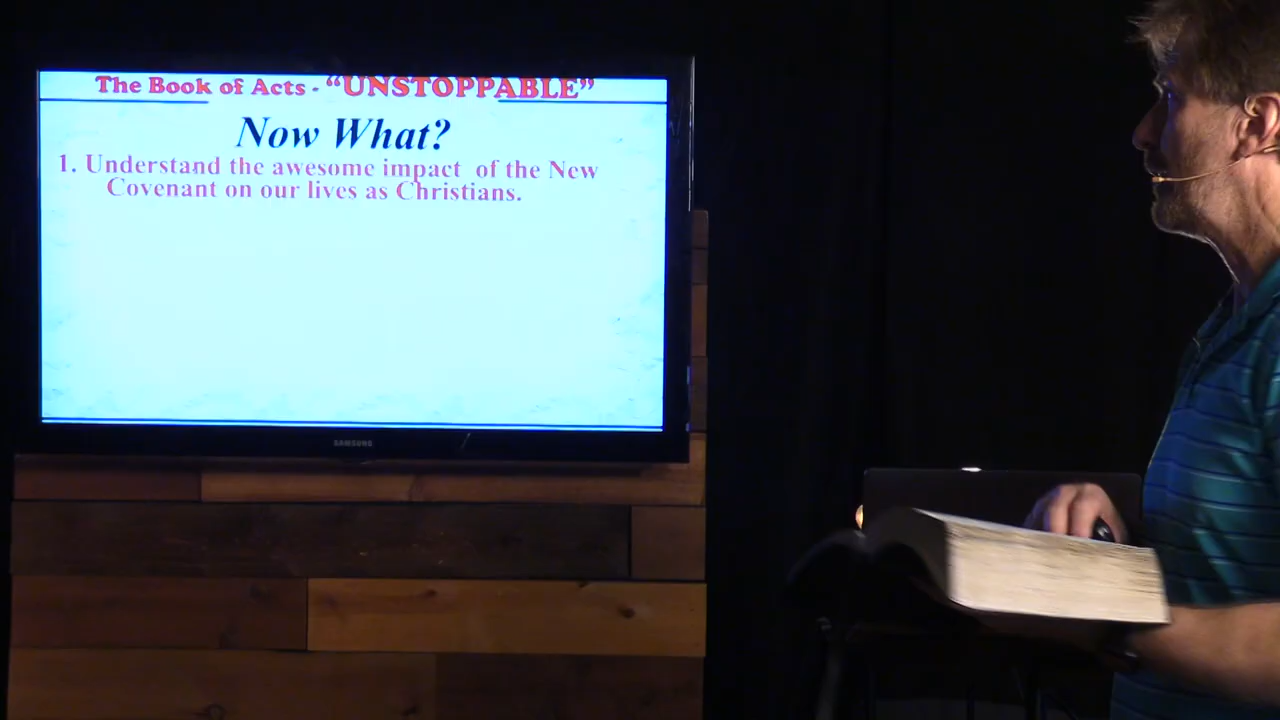 The Book of Acts - “UNSTOPPABLE”
Now What?
1. Understand the awesome impact of the New
Covenant on our lives as Christians.
SAMSUNG